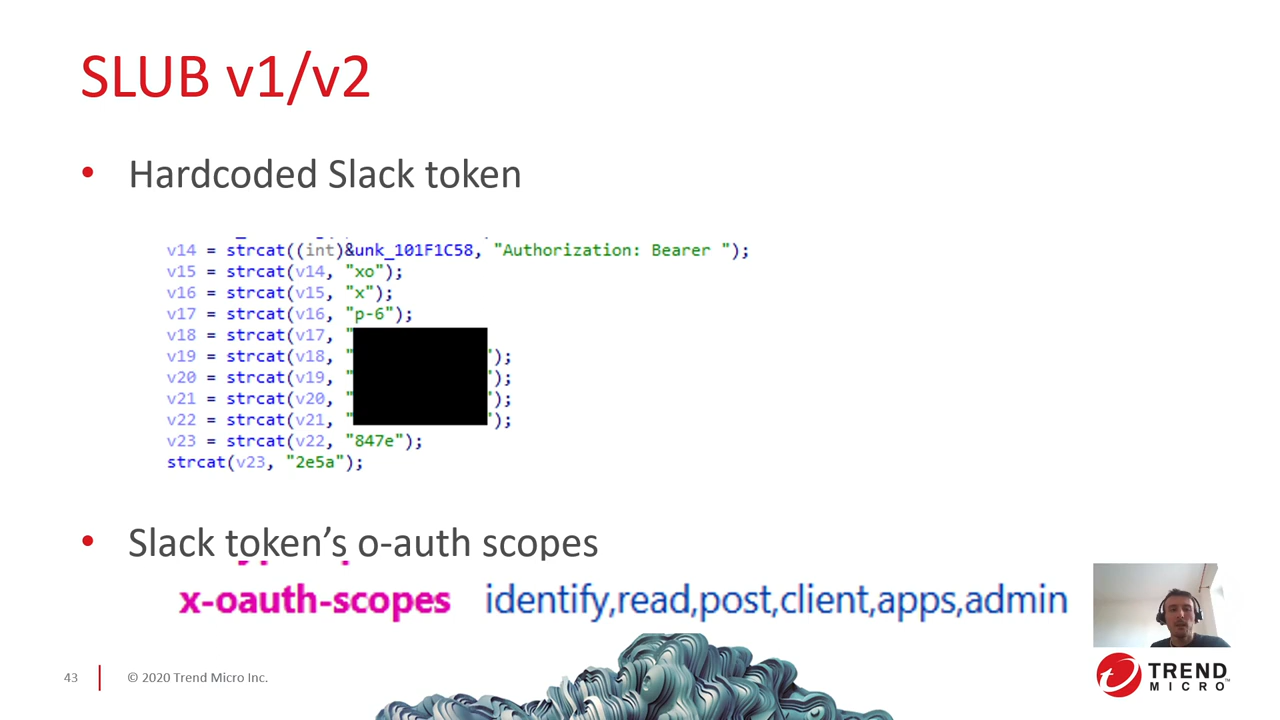 SLUB v1/v2
• Hardcoded Slack token
v14 = strcat((int)&unk_101F1C58, "Authorization: Bearer ");
v15 = strcat(v14, "xo");
v16 = strcat(v15, "x");
v17 = strcat(v16, "p-6");
v18 = strcat(v17, "
v19 = strcat(v18, " ");
v20 = strcat(v19, " ");
v21 = strcat(v20, " ");
v22 = strcat(v21, " ");
v23 = strcat(v22, "847e");
strcat(v23, "2e5a");
• Slack token’s o-auth scopes
x-oauth-scopes identify,read,post,client,apps,admin
43
© 2020 Trend Micro Inc.
TREND
MICRO™